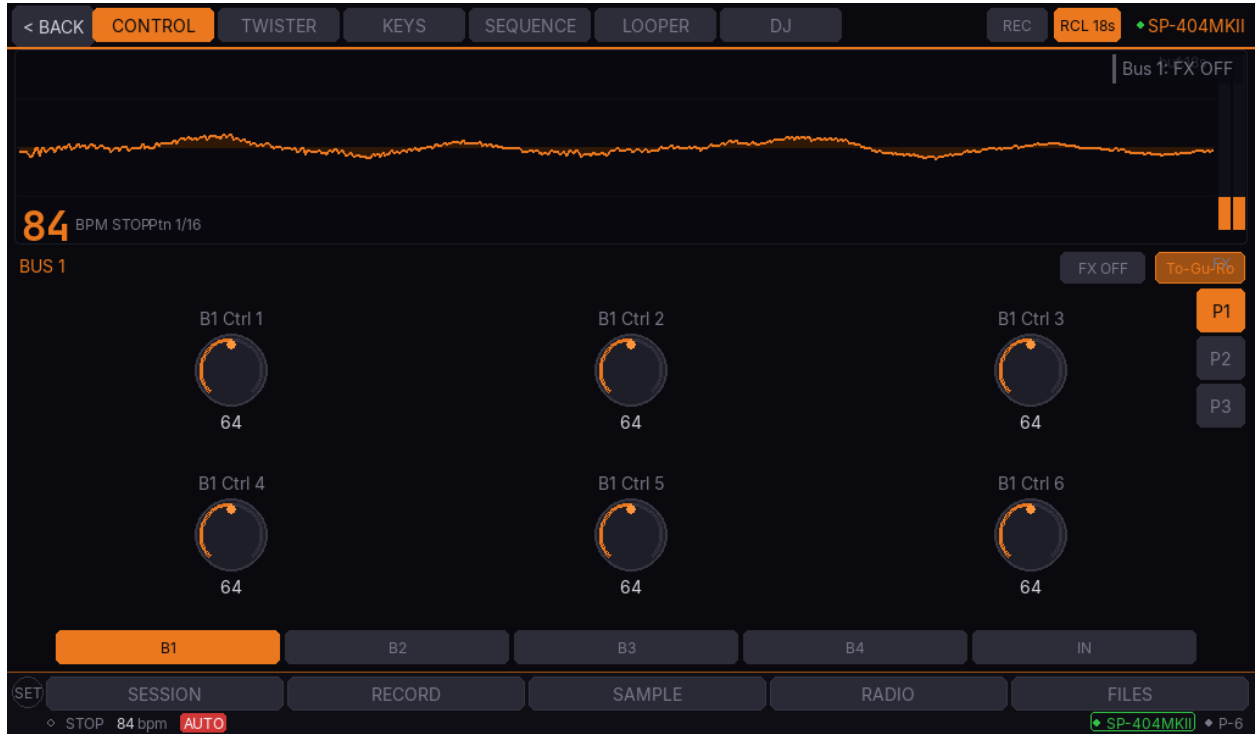 < BACK CONTROL TWISTER KEYS SEQUENCE LOOPER DJ REC RCL 18s SP-404MKII
Bus 1: FX OFF
84 BPM STOP Ptn 1/16
BUS 1 FX OFF To-Gu-Ro FX
B1 Ctrl 1 B1 Ctrl 2 B1 Ctrl 3 P1
P2
P3
64 64 64
B1 Ctrl 4 B1 Ctrl 5 B1 Ctrl 6
64 64 64
B1 B2 B3 B4 IN
SET SESSION RECORD SAMPLE RADIO FILES
STOP 84 bpm AUTO SP-404MKII P-6